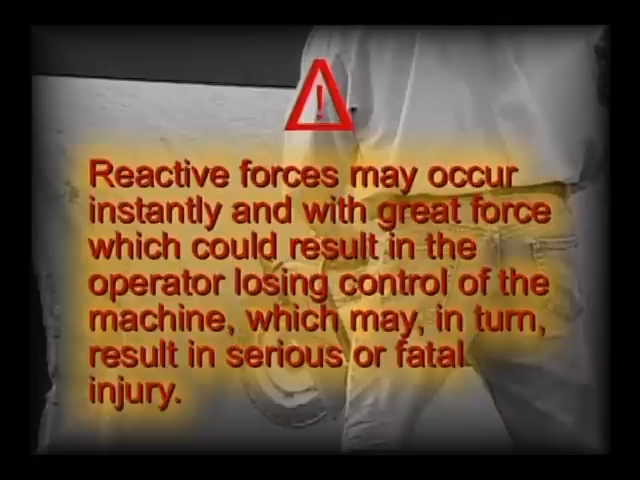 Reactive forces may occur
instantly and with great force
which could result in the
operator losing control of the
machine, which may, in turn,
result in serious or fatal
injury.